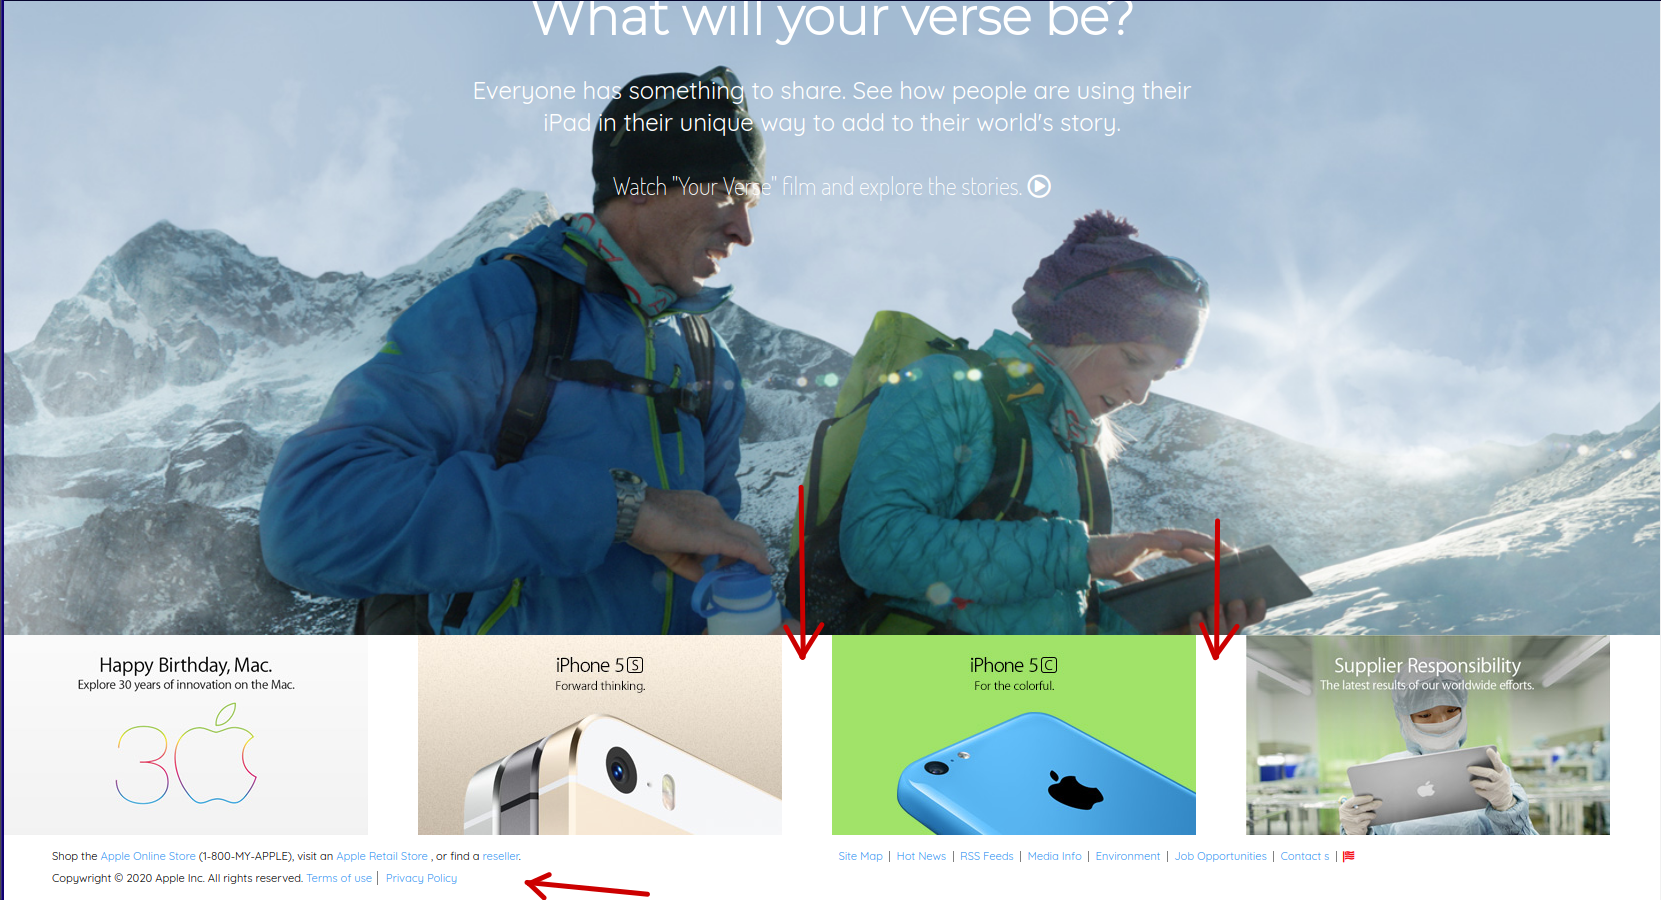 What will your verse be?
Everyone has something to share. See how people are using their
iPad in their unique way to add to their world's story.
Watch "Your Verse" film and explore the stories.
Happy Birthday, Mac.
Explore 30 years of innovation on the Mac.
30
iPhone 5S
Forward thinking.
iPhone 5C
For the colorful.
Supplier Responsibility
The latest results of our worldwide efforts.
Shop the Apple Online Store (1-800-MY-APPLE), visit an Apple Retail Store , or find a reseller.
Copywright © 2020 Apple Inc. All rights reserved. Terms of use | Privacy Policy
Site Map | Hot News | RSS Feeds | Media Info | Environment | Job Opportunities | Contact s |